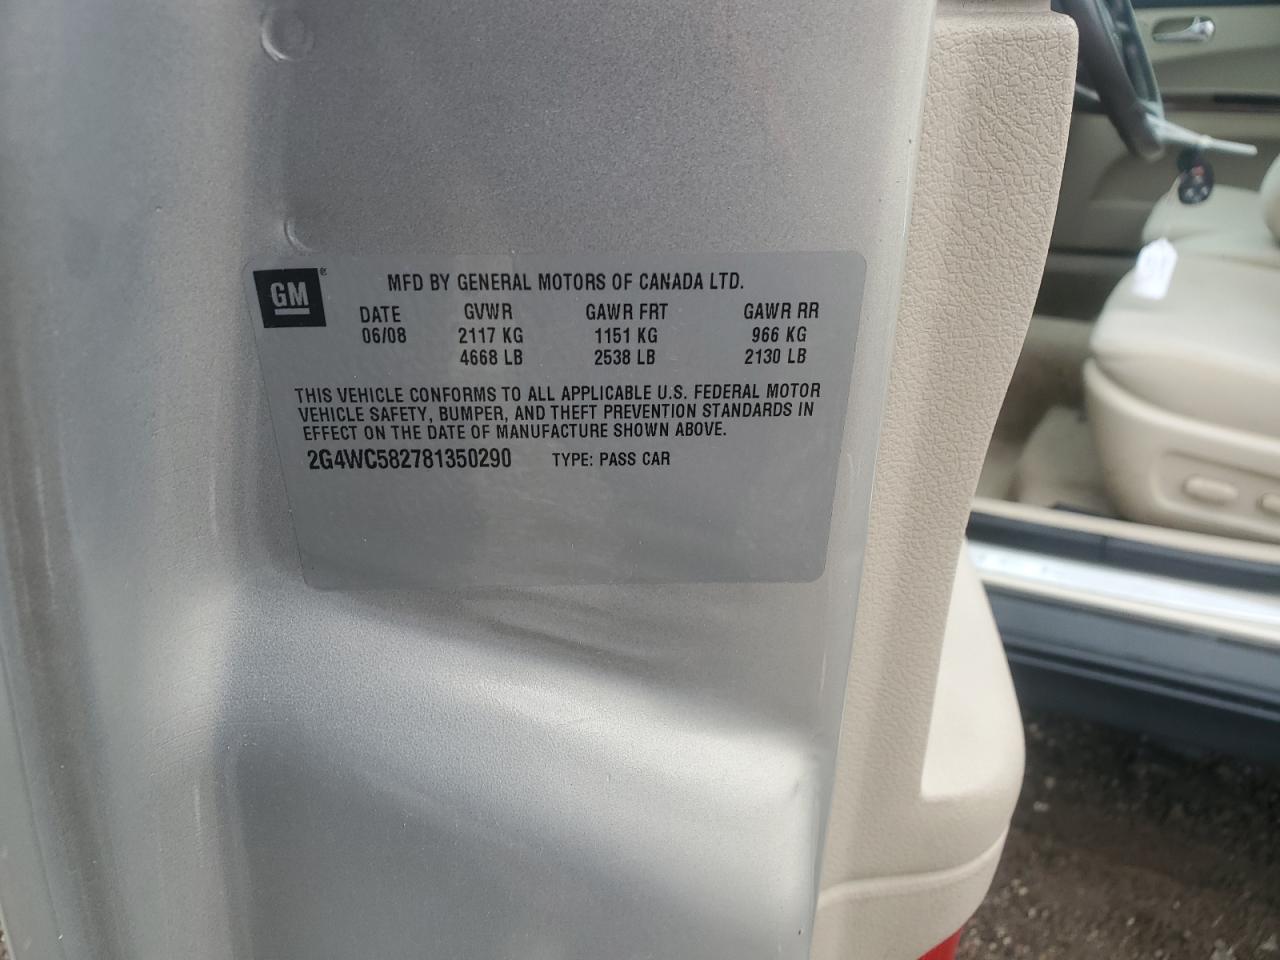 GM ®
MFD BY GENERAL MOTORS OF CANADA LTD.
DATE GVWR GAWR FRT GAWR RR
06/08 2117 KG 1151 KG 966 KG
4668 LB 2538 LB 2130 LB
THIS VEHICLE CONFORMS TO ALL APPLICABLE U.S. FEDERAL MOTOR
VEHICLE SAFETY, BUMPER, AND THEFT PREVENTION STANDARDS IN
EFFECT ON THE DATE OF MANUFACTURE SHOWN ABOVE.
2G4WC582781350290 TYPE: PASS CAR